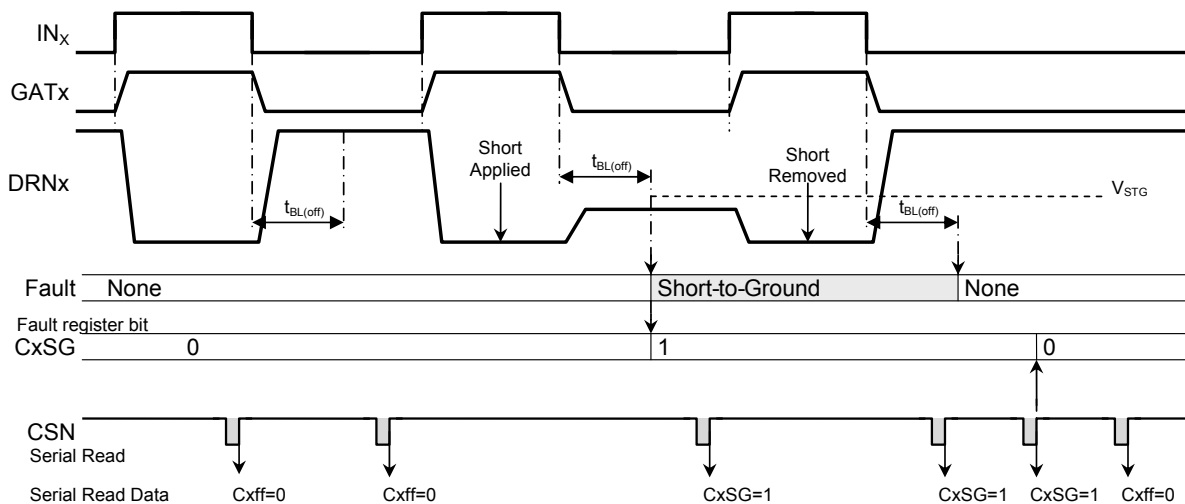 INX
GATx
DRNx
Short Applied
Short Removed
tBL(off)
tBL(off)
tBL(off)
VSTG
Fault None Short-to-Ground None
Fault register bit
CxSG 0 1 0
CSN
Serial Read
Serial Read Data Cxff=0 Cxff=0 CxSG=1 CxSG=1 CxSG=1 Cxff=0